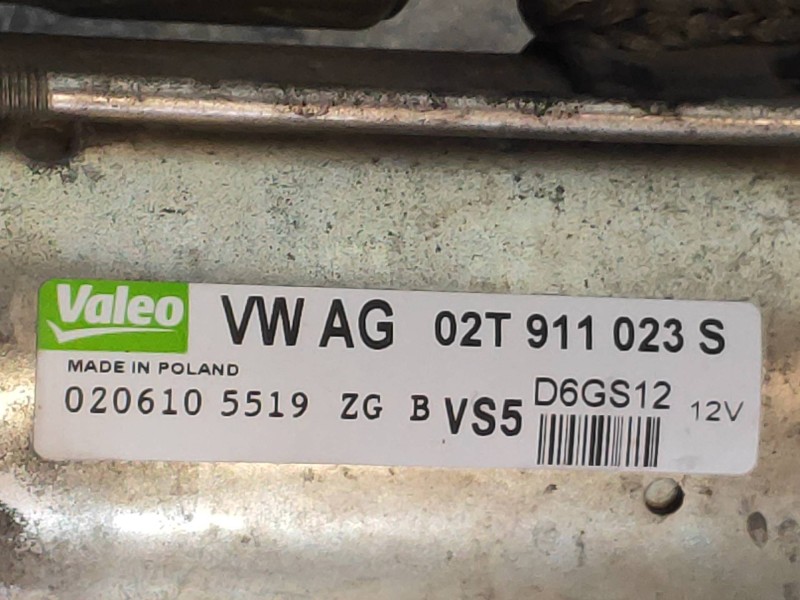 Valeo VW AG 02T 911 023 S
MADE IN POLAND
020610 5519 ZG B VS5 D6GS12 12V